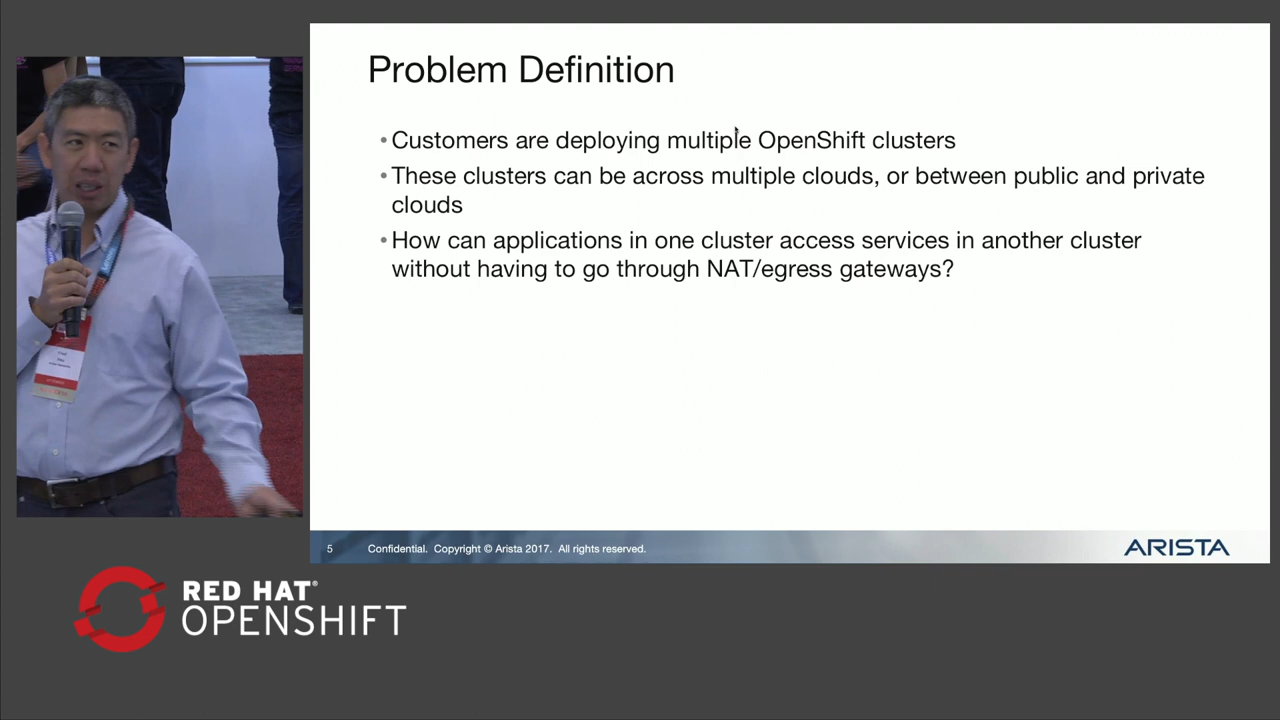 Problem Definition
•Customers are deploying multiple OpenShift clusters
•These clusters can be across multiple clouds, or between public and private
clouds
•How can applications in one cluster access services in another cluster
without having to go through NAT/egress gateways?
5 Confidential. Copyright © Arista 2017. All rights reserved.
ARISTA
RED HAT®
OPENSHIFT